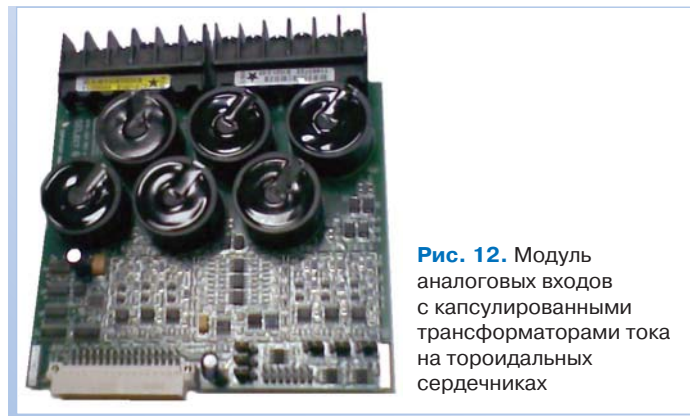 Рис. 12. Модуль
аналоговых входов
с капсулированными
трансформаторами тока
на тороидальных
сердечниках